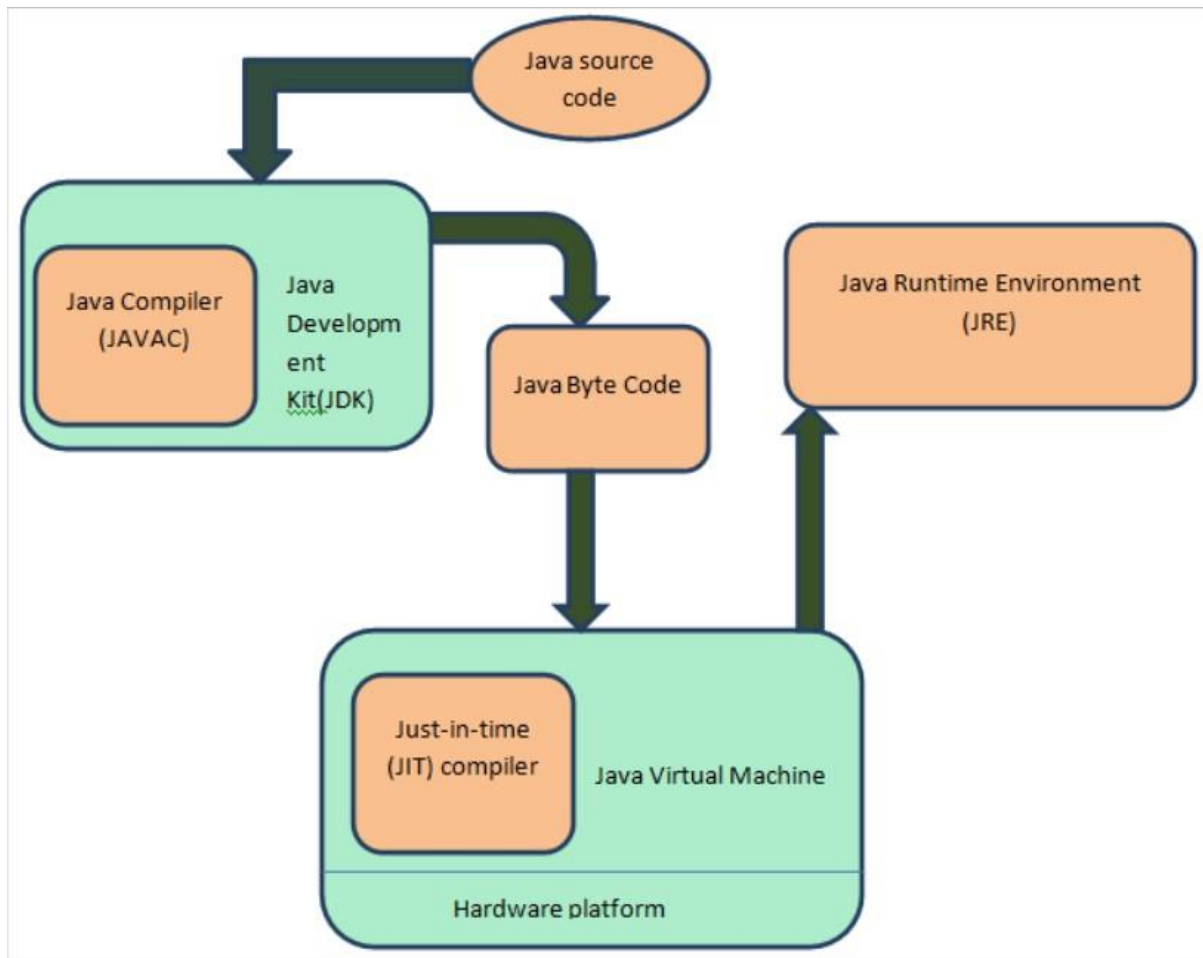 Java source
code
Java Compiler
(JAVAC)
Java
Developm
ent
Kit(JDK)
Java Byte Code
Java Runtime Environment
(JRE)
Just-in-time
(JIT) compiler
Java Virtual Machine
Hardware platform